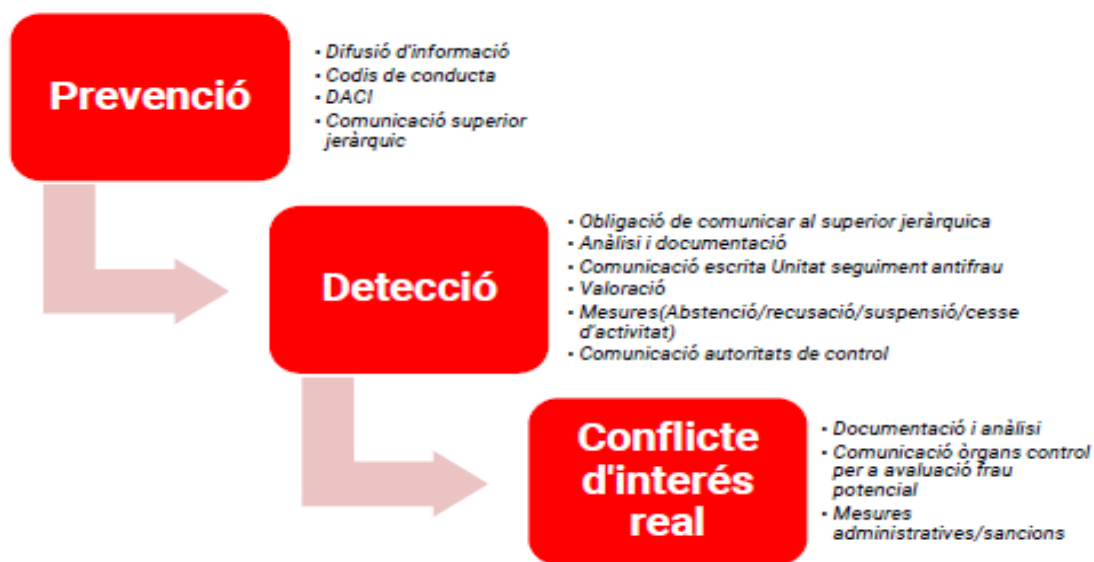 Prevenció
• Difusió d'informació
• Codis de conducta
• DACI
• Comunicació superior
jeràrquic
Detecció
• Obligació de comunicar al superior jeràrquica
• Anàlisi i documentació
• Comunicació escrita Unitat seguiment antifrau
• Valoració
• Mesures(Abstenció/recusació/suspensió/cesse
d'activitat)
• Comunicació autoritats de control
Conflicte
d'interés
real
• Documentació i anàlisi
• Comunicació òrgans control
per a avaluació frau
potencial
• Mesures
administratives/sancions